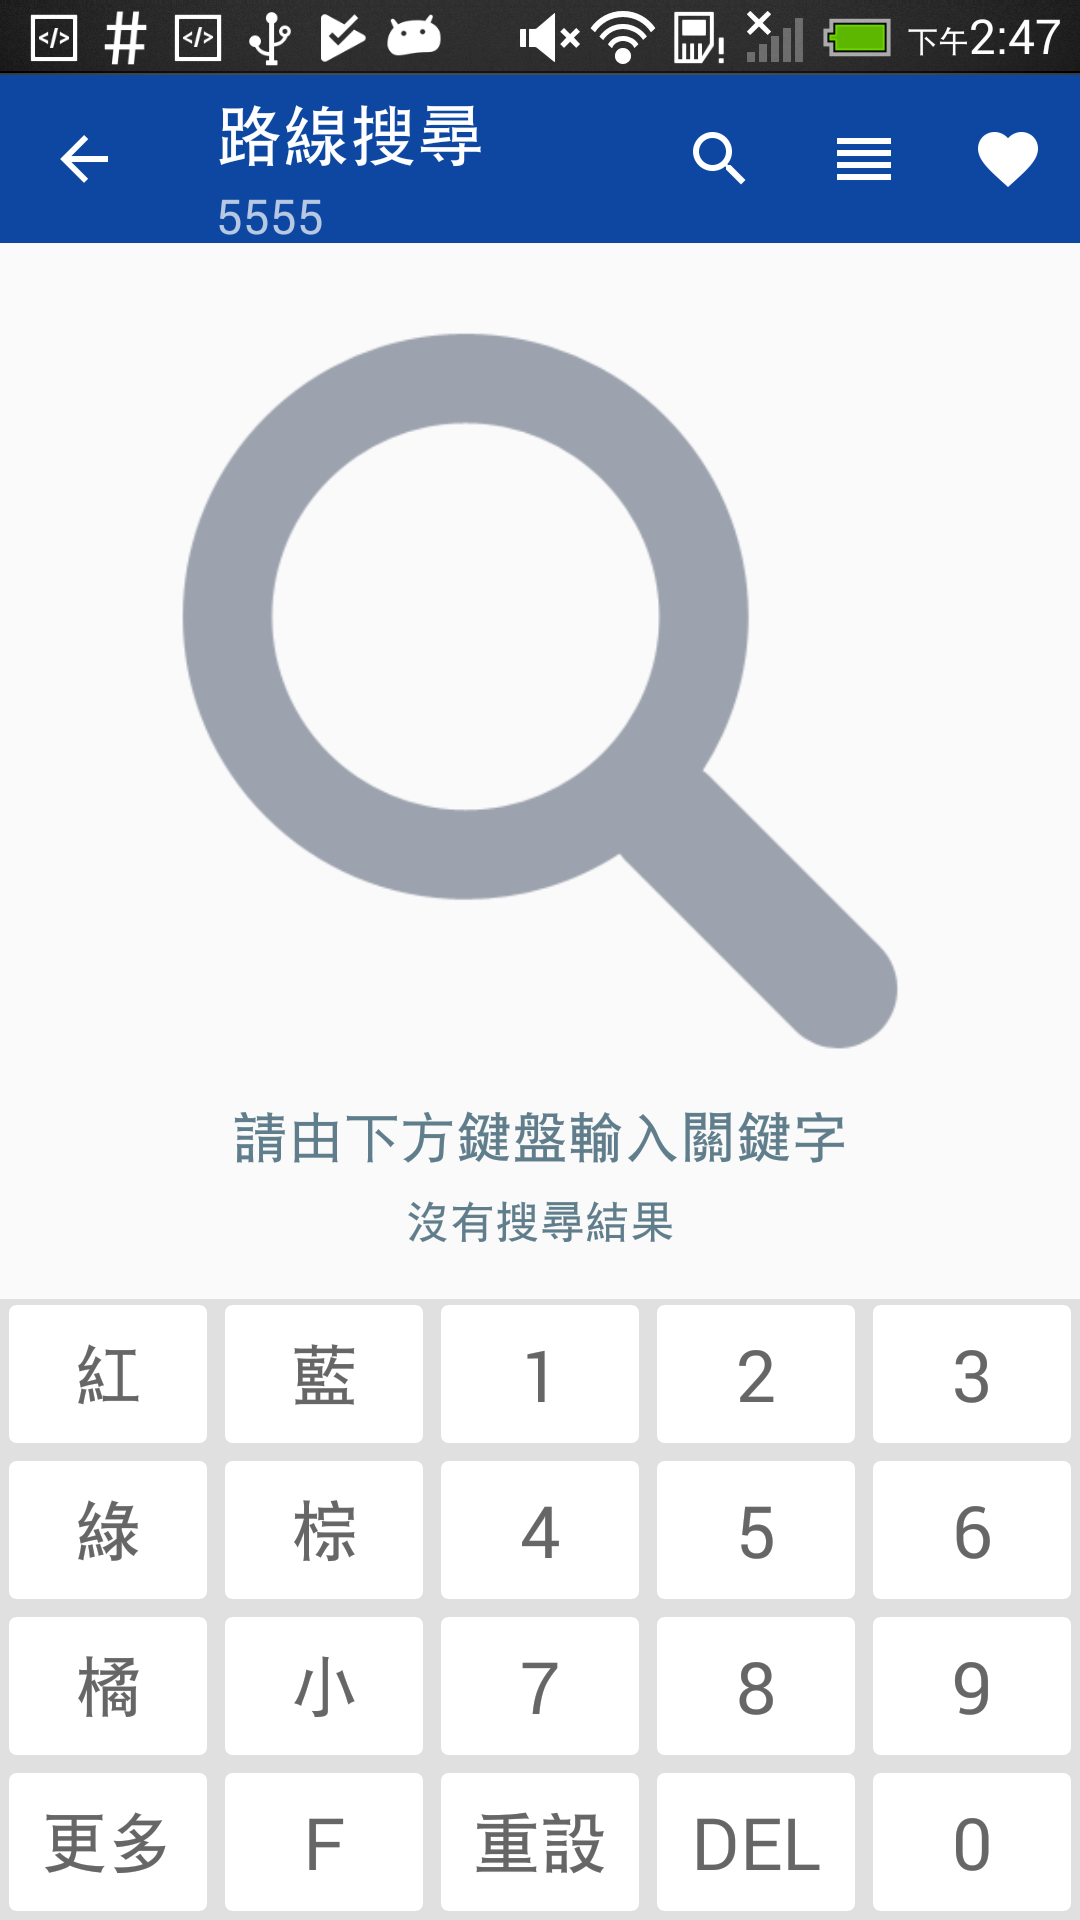 下午2:47
路線搜尋
5555
請由下方鍵盤輸入關鍵字
沒有搜尋結果
紅 藍 1 2 3
綠 棕 4 5 6
橘 小 7 8 9
更多 F 重設 DEL 0